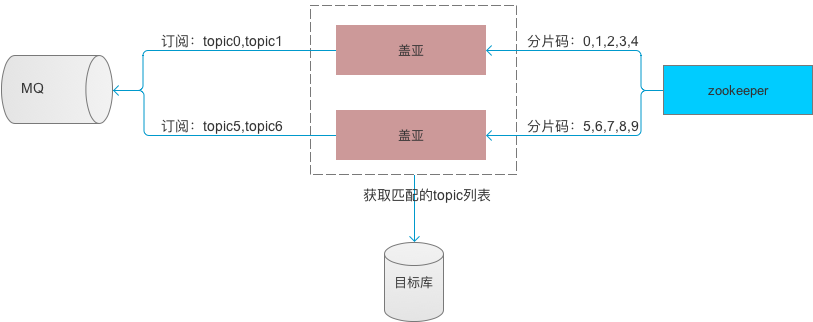 订阅：topic0,topic1
盖亚
分片码：0,1,2,3,4
MQ
zookeeper
订阅：topic5,topic6
盖亚
分片码：5,6,7,8,9
获取匹配的topic列表
目标库